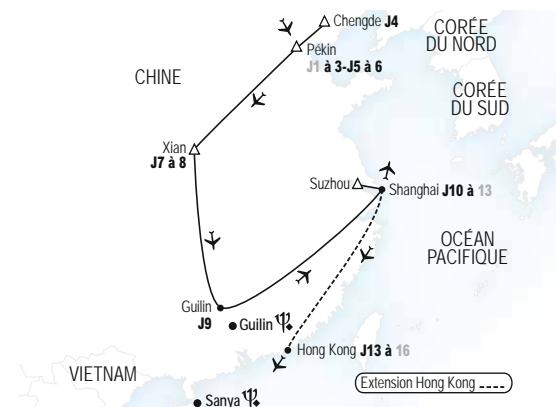 Chengde J4
CORÉE
DU NORD
Pékin
J1 à 3-J5 à 6
CHINE
CORÉE
DU SUD
Xian
J7 à 8
Suzhou
Shanghai J10 à 13
OCÉAN
PACIFIQUE
Guilin
J9
Guilin
Hong Kong J13 à 16
VIETNAM
Extension Hong Kong
Sanya